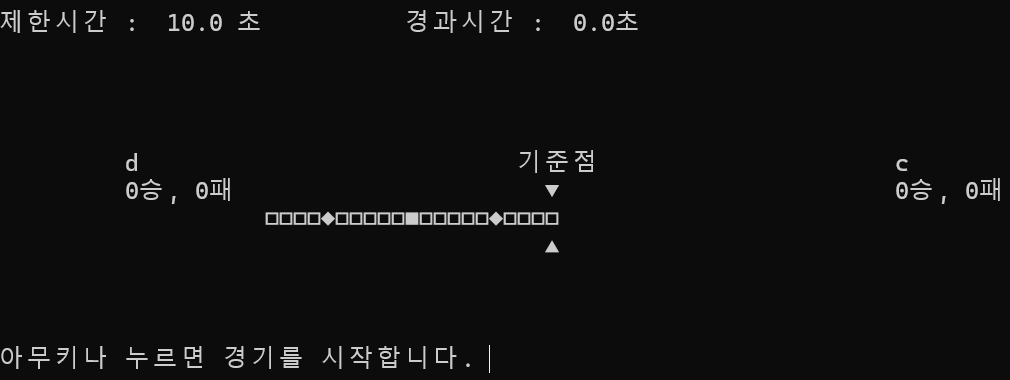 제한시간 : 10.0 초 경과시간 : 0.0초
d 기준점 c
0승, 0패 ▼ 0승, 0패
□□□□◆□□□□□■□□□□□◆□□□□
▲
아무키나 누르면 경기를 시작합니다.